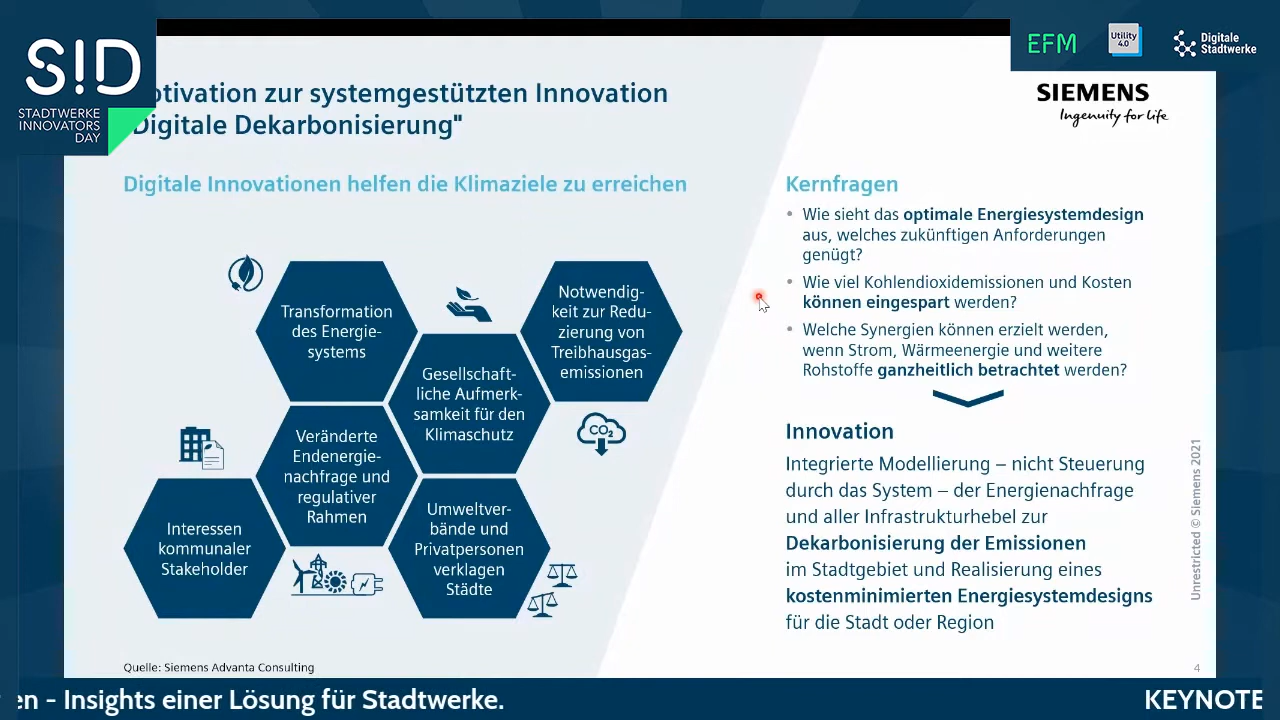 S!D
STADTWERKE
INNOVATORS
DAY
EFM
Utility
4.0
Digitale
Stadtwerke
otivation zur systemgestützten Innovation
Digitale Dekarbonisierung"
SIEMENS
Ingenuity for life
Digitale Innovationen helfen die Klimaziele zu erreichen
Transformation
des Energie-
systems
Gesellschaft-
liche Aufmerk-
samkeit für den
Klimaschutz
Notwendig-
keit zur Redu-
zierung von
Treibhausgas-
emissionen
CO2
Veränderte
Endenergie-
nachfrage und
regulativer
Rahmen
Interessen
kommunaler
Stakeholder
Umweltver-
bände und
Privatpersonen
verklagen
Städte
Quelle: Siemens Advanta Consulting
Kernfragen
• Wie sieht das optimale Energiesystemdesign
aus, welches zukünftigen Anforderungen
genügt?
• Wie viel Kohlendioxidemissionen und Kosten
können eingespart werden?
• Welche Synergien können erzielt werden,
wenn Strom, Wärmeenergie und weitere
Rohstoffe ganzheitlich betrachtet werden?
Innovation
Integrierte Modellierung – nicht Steuerung
durch das System – der Energienachfrage
und aller Infrastrukturhebel zur
Dekarbonisierung der Emissionen
im Stadtgebiet und Realisierung eines
kostenminimierten Energiesystemdesigns
für die Stadt oder Region
Unrestricted © Siemens 2021
4
en - Insights einer Lösung für Stadtwerke.
KEYNOTE